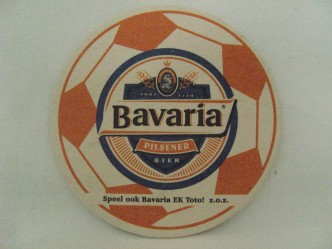 Bavaria
PILSENER
BIER
Speel ook Bavaria EK Toto! z.o.z.